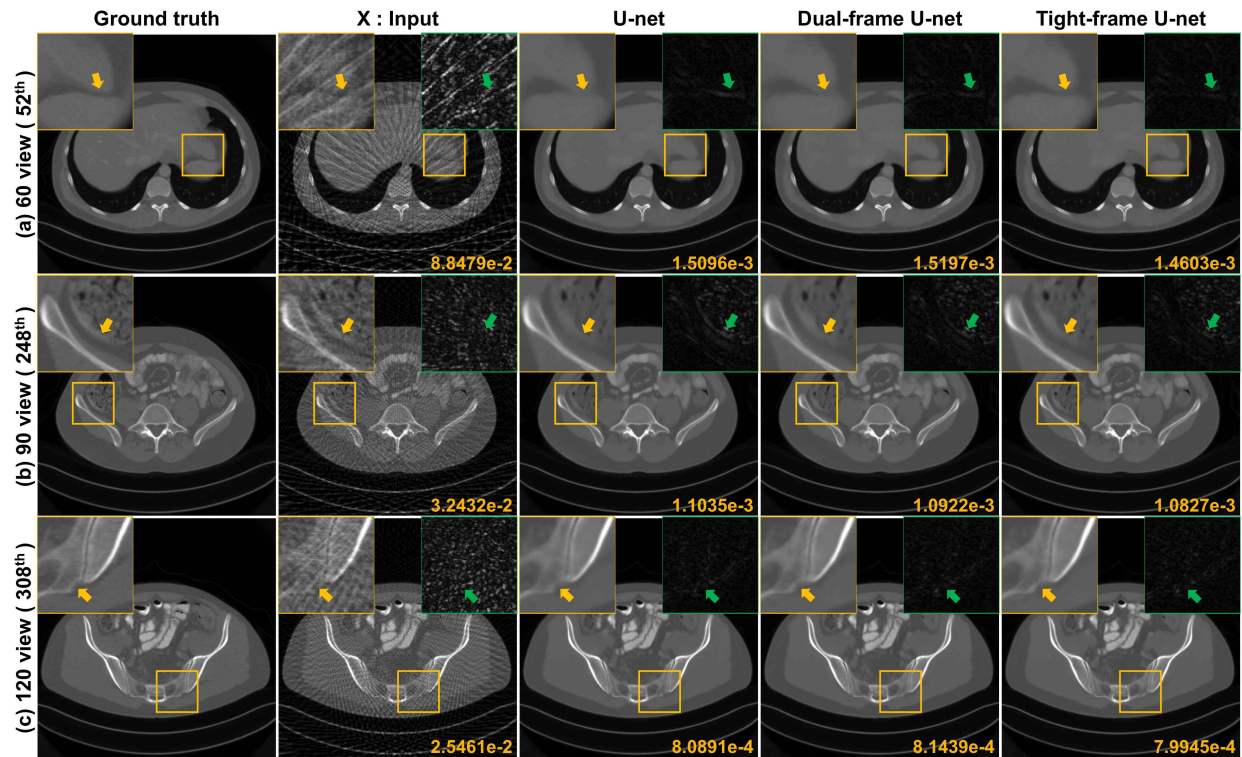 Ground truth X : Input U-net Dual-frame U-net Tight-frame U-net
(a) 60 view ( 52th )
8.8479e-2 1.5096e-3 1.5197e-3 1.4603e-3
(b) 90 view ( 248th )
3.2432e-2 1.1035e-3 1.0922e-3 1.0827e-3
(c) 120 view ( 308th )
2.5461e-2 8.0891e-4 8.1439e-4 7.9945e-4